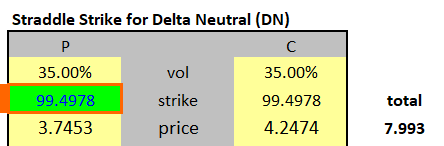 Straddle Strike for Delta Neutral (DN)
P C
35.00% vol 35.00%
99.4978 strike 99.4978 total
3.7453 price 4.2474 7.993